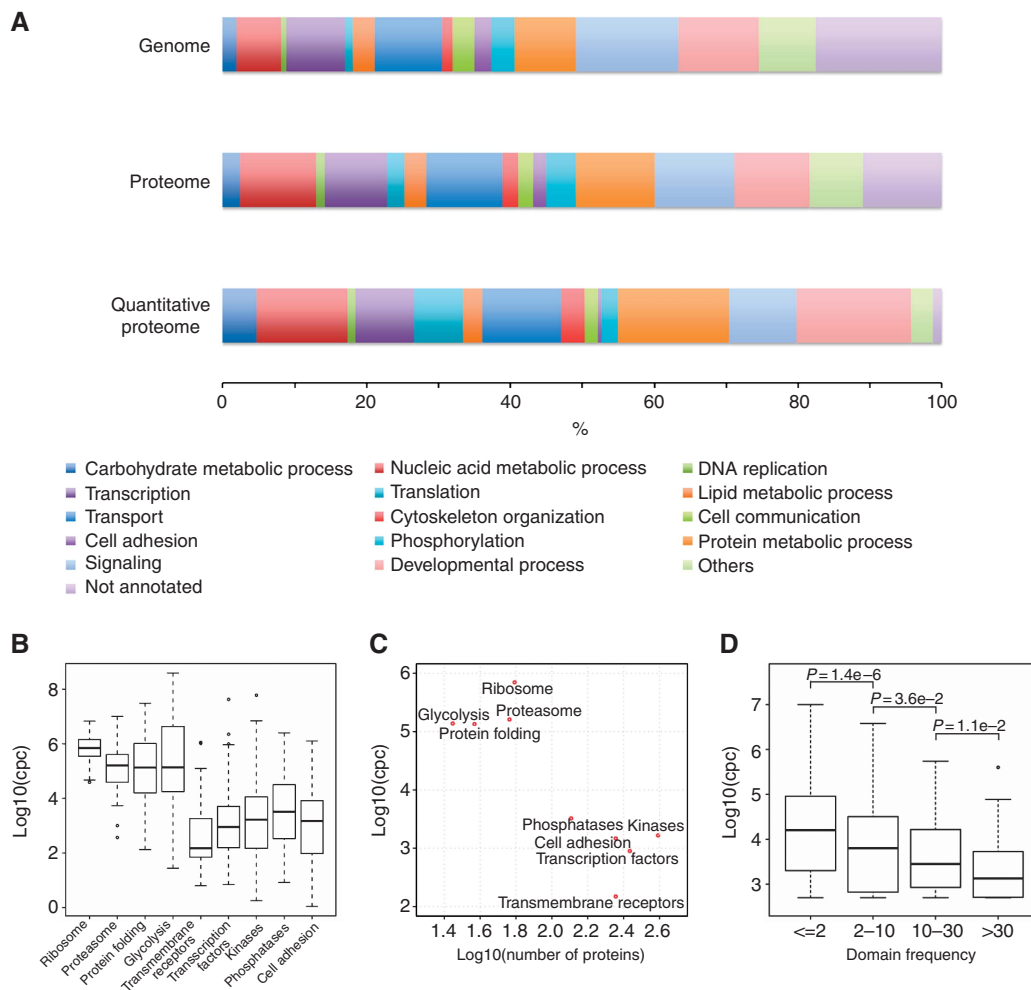 A
Genome
Proteome
Quantitative
proteome
0 20 40 60 80 100
%
Carbohydrate metabolic process Nucleic acid metabolic process DNA replication
Transcription Translation Lipid metabolic process
Transport Cytoskeleton organization Cell communication
Cell adhesion Phosphorylation Protein metabolic process
Signaling Developmental process Others
Not annotated
B
Log10(cpc)
8
6
4
2
0
Ribosome
Proteasome
Protein folding
Glycolysis
Transmembrane
receptors
Transscription
factors
Kinases
Phosphatases
Cell adhesion
C
Log10(cpc)
6
5
4
3
2
Ribosome
Glycolysis Proteasome
Protein folding
Phosphatases Kinases
Cell adhesion
Transcription factors
Transmembrane receptors
1.4 1.6 2.0 2.2 2.4 2.6
Log10(number of proteins)
D
Log10(cpc)
7
6
5
4
3
P=1.4e−6
P=3.6e−2
P=1.1e−2
<=2 2−10 10−30 >30
Domain frequency